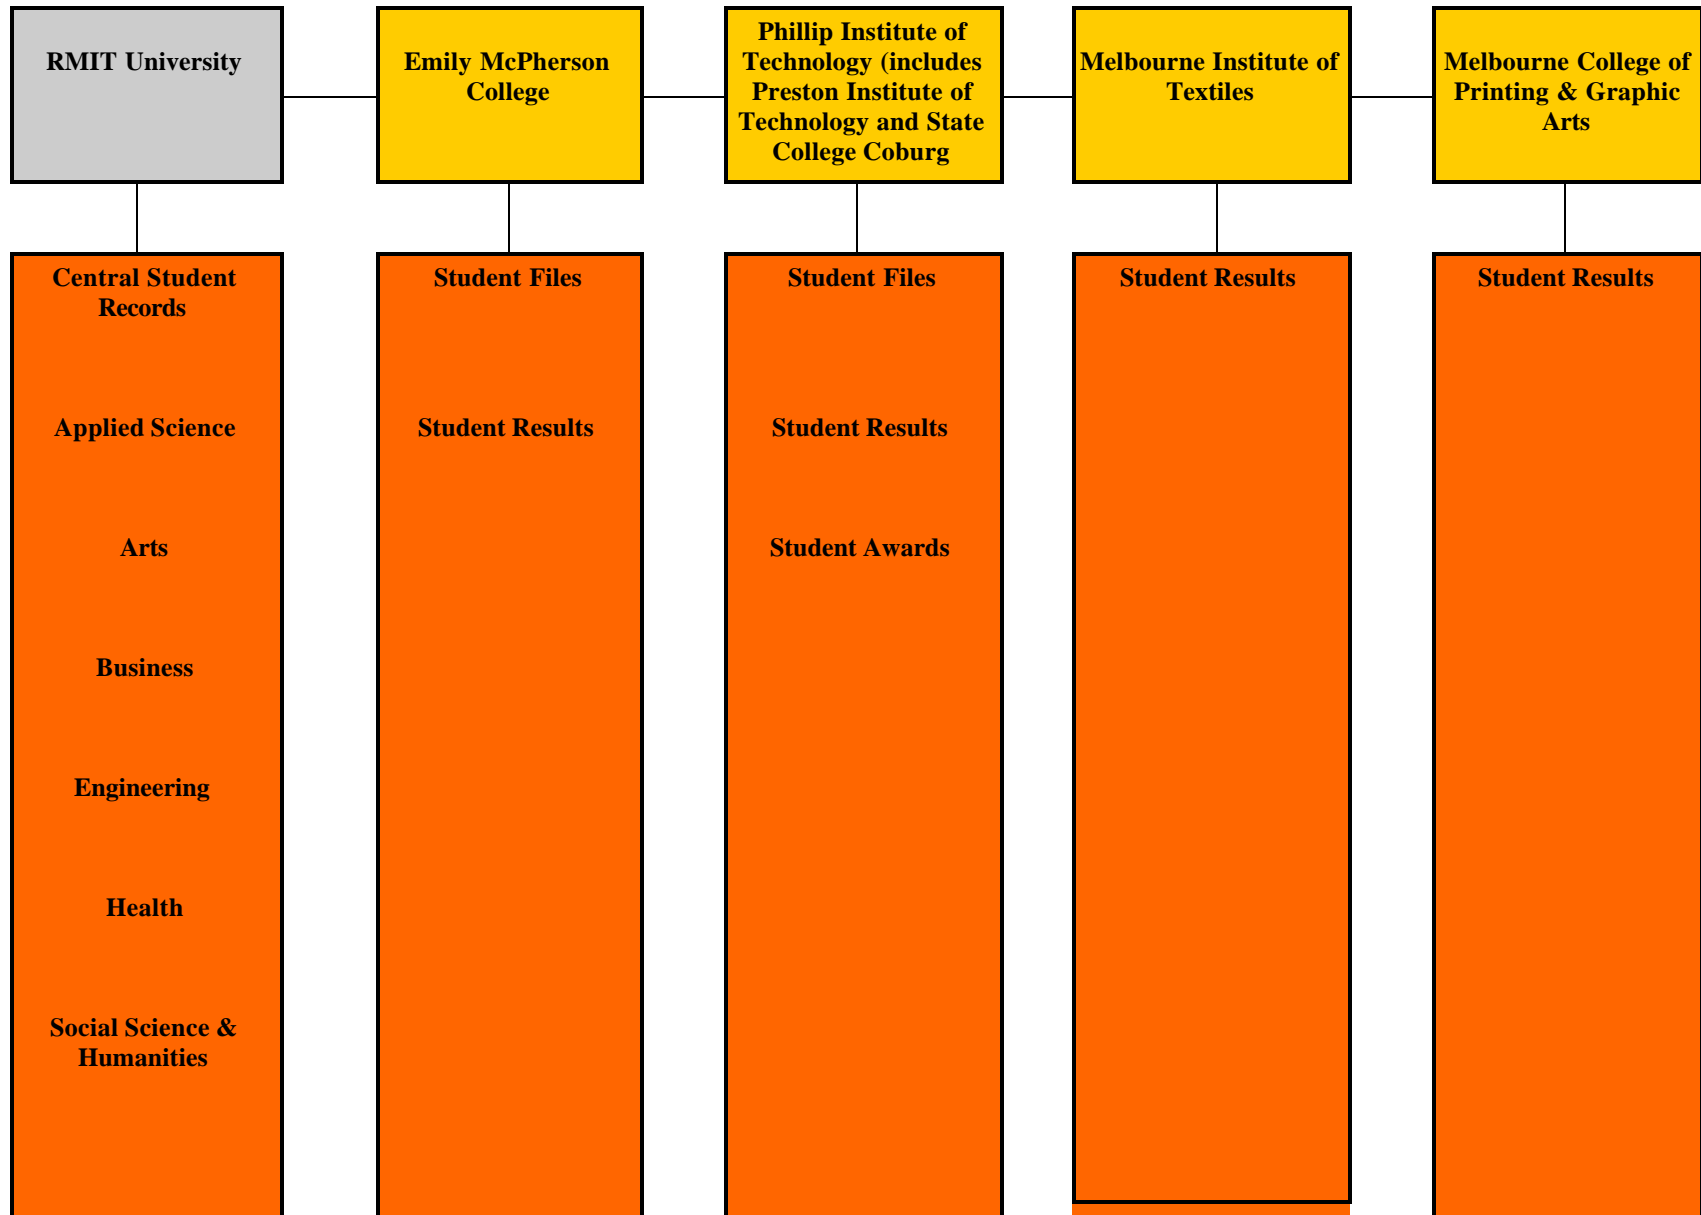 RMIT University
Emily McPherson
College
Phillip Institute of
Technology (includes
Preston Institute of
Technology and State
College Coburg
Melbourne Institute of
Textiles
Melbourne College of
Printing & Graphic
Arts
Central Student
Records
Applied Science
Arts
Business
Engineering
Health
Social Science &
Humanities
Student Files
Student Results
Student Files
Student Results
Student Awards
Student Results
Student Results